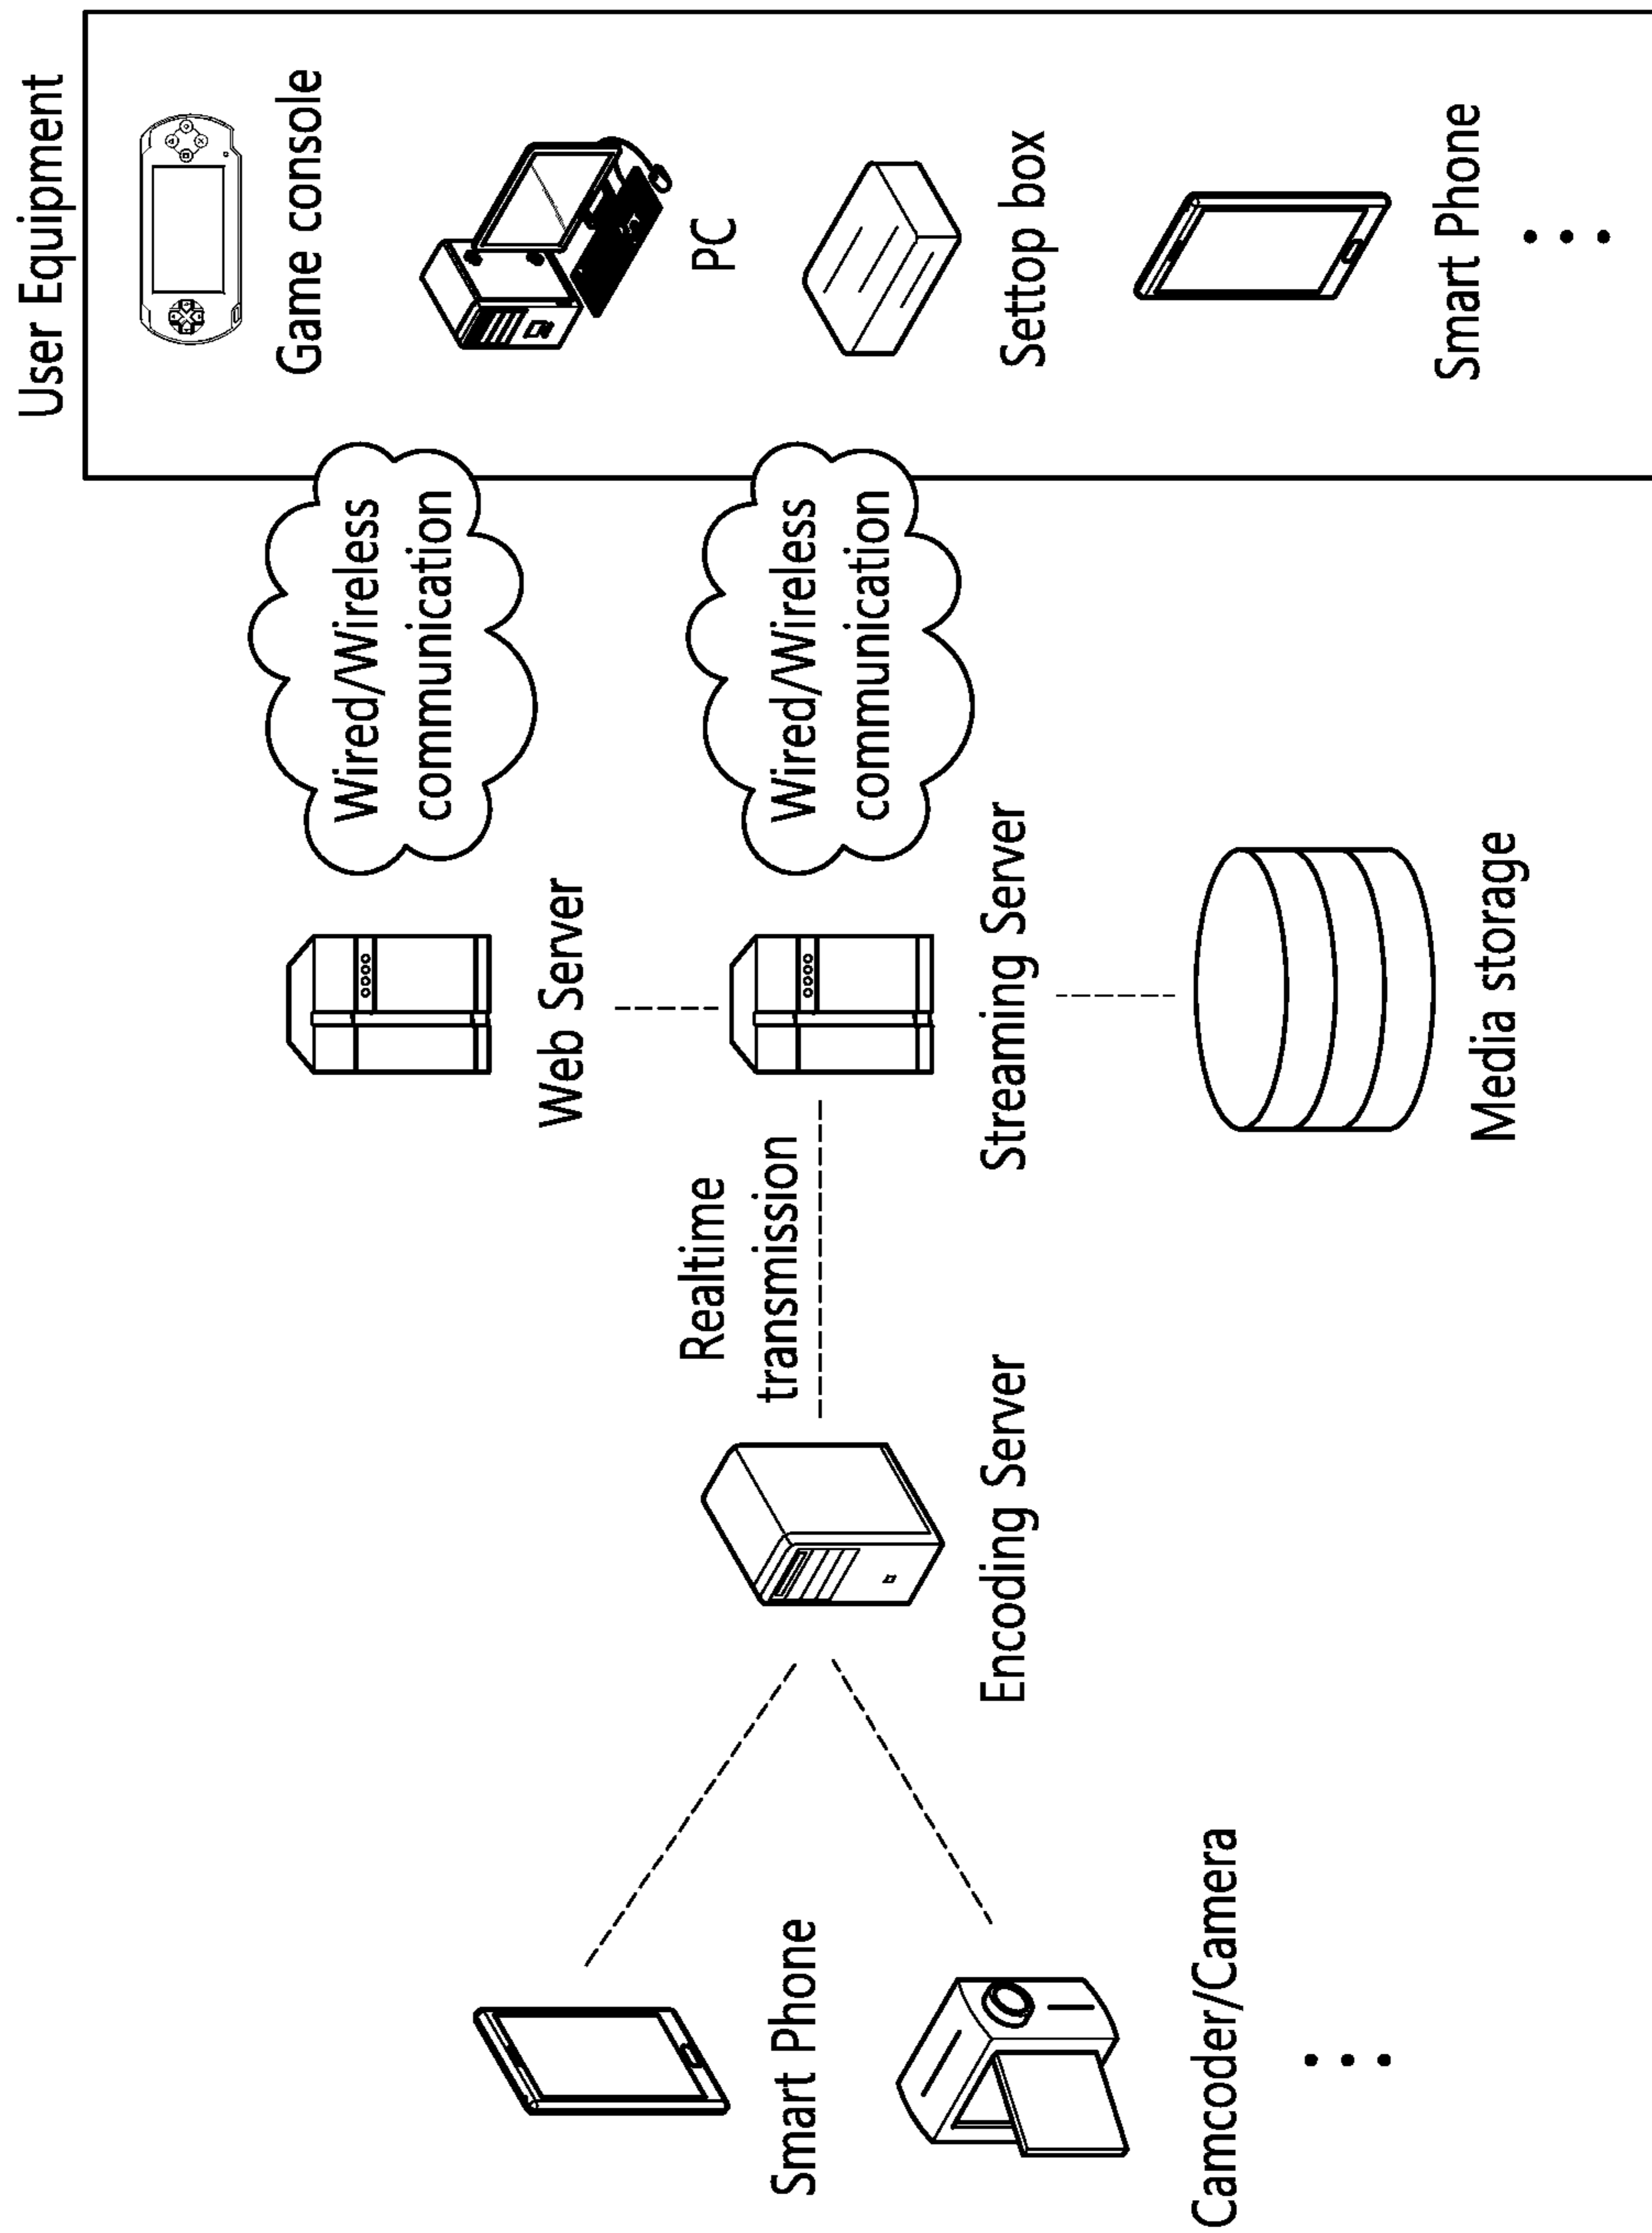 User Equipment
Game console
PC
Settop box
Smart Phone
Wired/Wireless
communication
Wired/Wireless
communication
Web Server
Streaming Server
Media storage
Realtime
transmission
Encoding Server
Smart Phone
Camcoder/Camera